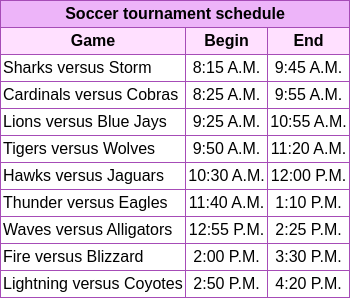 Soccer tournament schedule
Game Begin End
Sharks versus Storm 8:15 A.M. 9:45 A.M.
Cardinals versus Cobras 8:25 A.M. 9:55 A.M.
Lions versus Blue Jays 9:25 A.M. 10:55 A.M.
Tigers versus Wolves 9:50 A.M. 11:20 A.M.
Hawks versus Jaguars 10:30 A.M. 12:00 P.M.
Thunder versus Eagles 11:40 A.M. 1:10 P.M.
Waves versus Alligators 12:55 P.M. 2:25 P.M.
Fire versus Blizzard 2:00 P.M. 3:30 P.M.
Lightning versus Coyotes 2:50 P.M. 4:20 P.M.